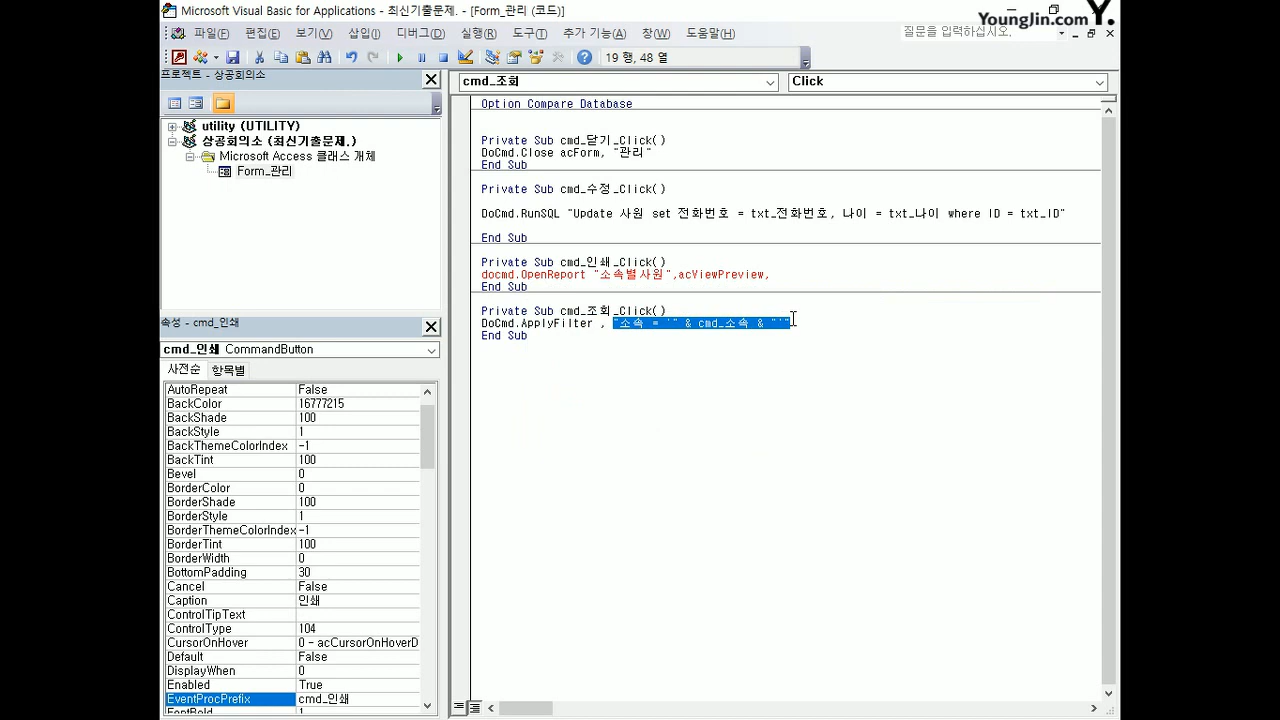 Microsoft Visual Basic for Applications - 최신기출문제. - [Form_관리 (코드)]
YoungJin.com Y.
파일(F) 편집(E) 보기(V) 삽입(I) 디버그(D) 실행(R) 도구(T) 추가 기능(A) 창(W) 도움말(H)
질문을 입력하십시오.
19 행, 48 열
프로젝트 - 상공회의소
utility (UTILITY)
상공회의소 (최신기출문제.)
Microsoft Access 클래스 개체
Form_관리
속성 - cmd_인쇄
cmd_인쇄 CommandButton
사전순 항목별
AutoRepeat False
BackColor 16777215
BackShade 100
BackStyle 1
BackThemeColorIndex -1
BackTint 100
Bevel 0
BorderColor 0
BorderShade 100
BorderStyle 1
BorderThemeColorIndex -1
BorderTint 100
BorderWidth 0
BottomPadding 30
Cancel False
Caption 인쇄
ControlTipText
ControlType 104
CursorOnHover 0 - acCursorOnHoverD
Default False
DisplayWhen 0
Enabled True
EventProcPrefix cmd_인쇄
FontBold 1
cmd_조회 Click
Option Compare Database
Private Sub cmd_닫기_Click()
DoCmd.Close acForm, "관리"
End Sub
Private Sub cmd_수정_Click()
DoCmd.RunSQL "Update 사원 set 전화번호 = txt_전화번호, 나이 = txt_나이 where ID = txt_ID"
End Sub
Private Sub cmd_인쇄_Click()
docmd.OpenReport "소속별사원",acViewPreview,
End Sub
Private Sub cmd_조회_Click()
DoCmd.ApplyFilter , "소속 = '" & cmd_소속 & "'"
End Sub